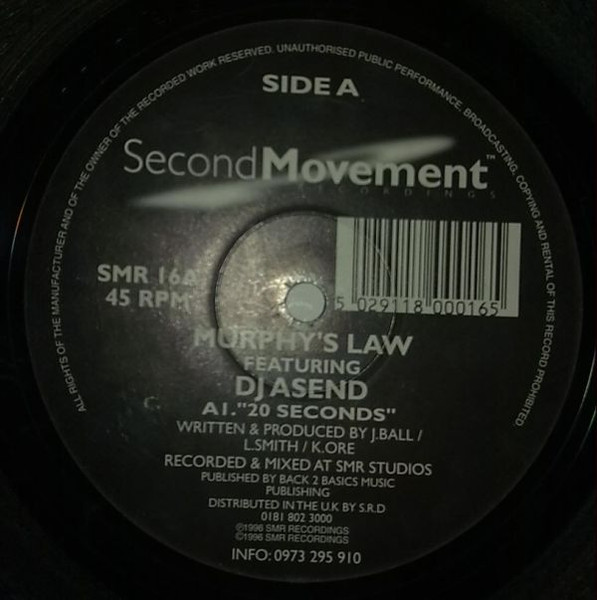 ALL RIGHTS OF THE MANUFACTURER AND OF THE OWNER OF THE RECORDED WORK RESERVED. UNAUTHORISED PUBLIC PERFORMANCE, BROADCASTING, COPYING AND RENTAL OF THIS RECORD PROHIBITED.
SIDE A
SecondMovement™
RECORDINGS
SMR 16A
45 RPM
5 029118 000165
MURPHY'S LAW
FEATURING
DJ ASEND
A1."20 SECONDS"
WRITTEN & PRODUCED BY J.BALL /
L.SMITH / K.ORE
RECORDED & MIXED AT SMR STUDIOS
PUBLISHED BY BACK 2 BASICS MUSIC
PUBLISHING
DISTRIBUTED IN THE U.K BY S.R.D
0181 802 3000
℗1996 SMR RECORDINGS
©1996 SMR RECORDINGS
INFO: 0973 295 910